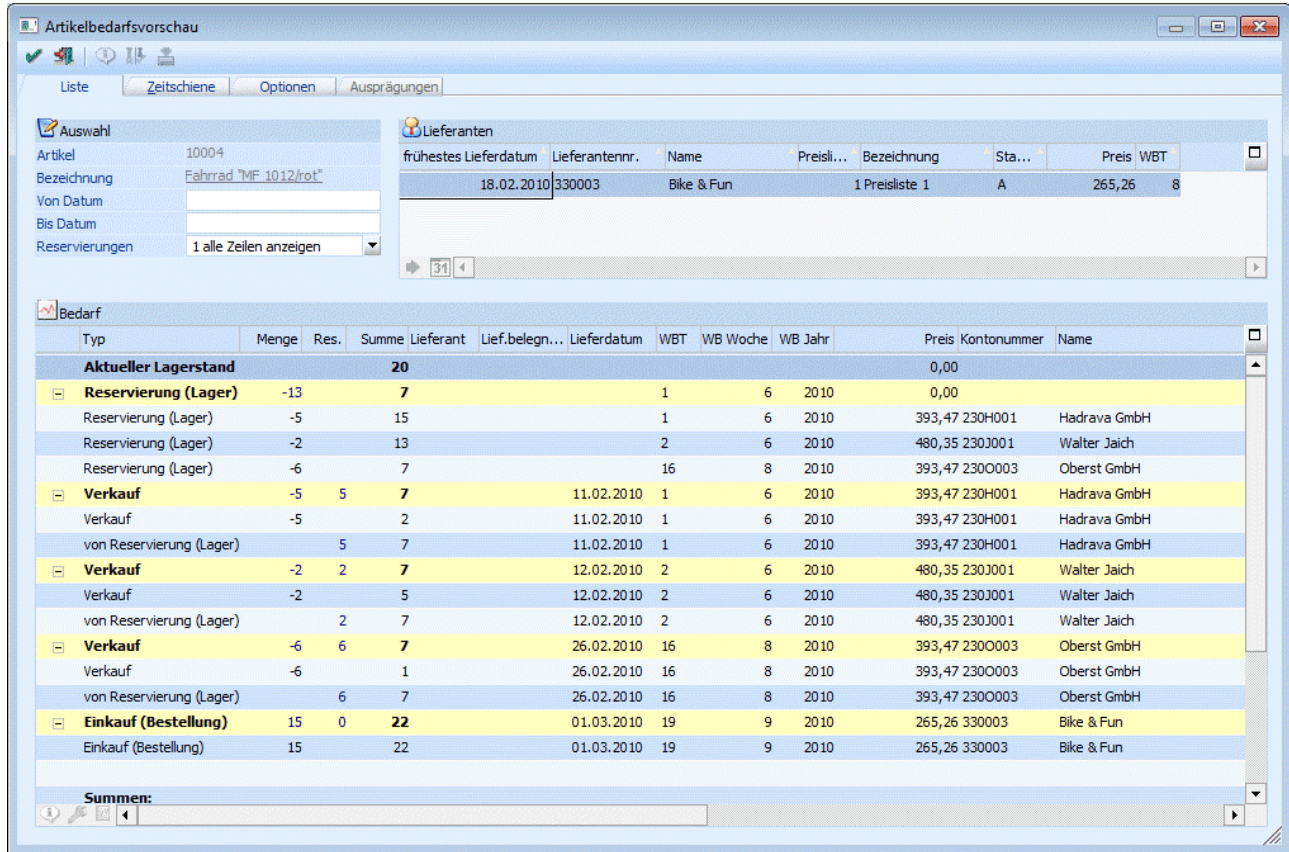 Artikelbedarfsvorschau
Liste Zeitschiene Optionen Ausprägungen
Auswahl
Artikel 10004
Bezeichnung Fahrrad "MF 1012/rot"
Von Datum
Bis Datum
Reservierungen 1 alle Zeilen anzeigen
Lieferanten
frühestes Lieferdatum Lieferantennr. Name Preisli... Bezeichnung Sta... Preis WBT
18.02.2010 330003 Bike & Fun 1 Preisliste 1 A 265,26 8
31
Bedarf
Typ Menge Res. Summe Lieferant Lief.belegn... Lieferdatum WBT WB Woche WB Jahr Preis Kontonummer Name
Aktueller Lagerstand 20 0,00
Reservierung (Lager) -13 7 1 6 2010 0,00
Reservierung (Lager) -5 15 1 6 2010 393,47 230H001 Hadrava GmbH
Reservierung (Lager) -2 13 2 6 2010 480,35 230J001 Walter Jaich
Reservierung (Lager) -6 7 16 8 2010 393,47 230O003 Oberst GmbH
Verkauf -5 5 7 11.02.2010 1 6 2010 393,47 230H001 Hadrava GmbH
Verkauf -5 2 11.02.2010 1 6 2010 393,47 230H001 Hadrava GmbH
von Reservierung (Lager) 5 7 11.02.2010 1 6 2010 393,47 230H001 Hadrava GmbH
Verkauf -2 2 7 12.02.2010 2 6 2010 480,35 230J001 Walter Jaich
Verkauf -2 5 12.02.2010 2 6 2010 480,35 230J001 Walter Jaich
von Reservierung (Lager) 2 7 12.02.2010 2 6 2010 480,35 230J001 Walter Jaich
Verkauf -6 6 7 26.02.2010 16 8 2010 393,47 230O003 Oberst GmbH
Verkauf -6 1 26.02.2010 16 8 2010 393,47 230O003 Oberst GmbH
von Reservierung (Lager) 6 7 26.02.2010 16 8 2010 393,47 230O003 Oberst GmbH
Einkauf (Bestellung) 15 0 22 01.03.2010 19 9 2010 265,26 330003 Bike & Fun
Einkauf (Bestellung) 15 22 01.03.2010 19 9 2010 265,26 330003 Bike & Fun
Summen: